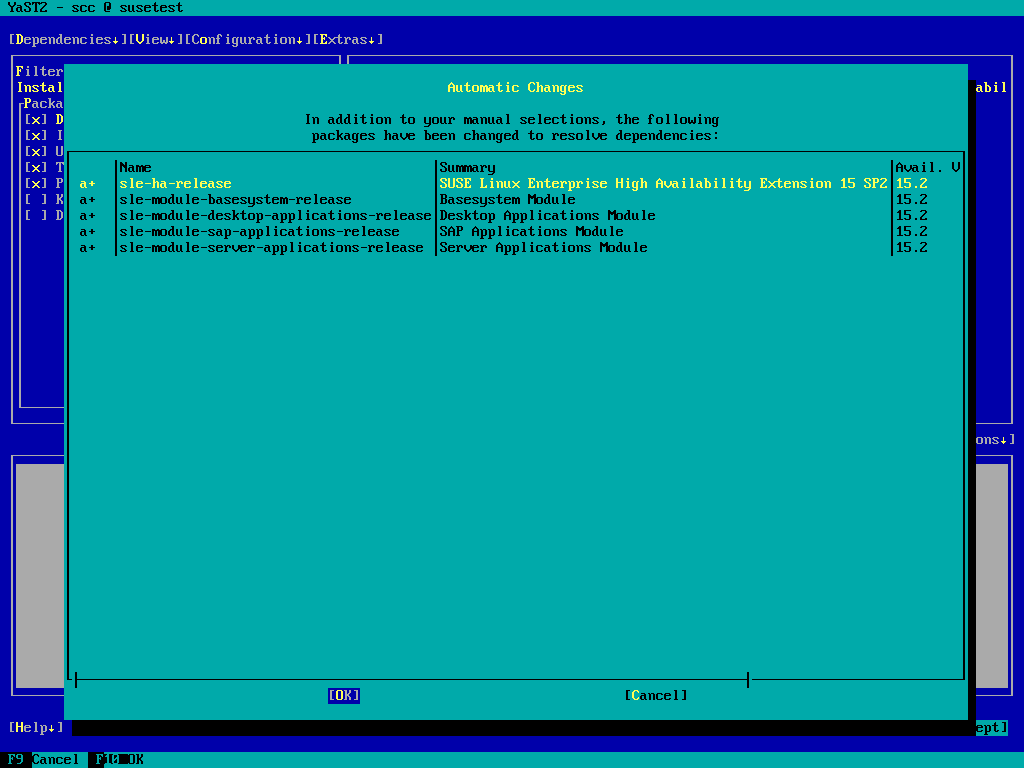 YaST2 - scc @ susetest
[Dependencies↓][View↓][Configuration↓][Extras↓]
Filter
Automatic Changes
Instal
abil
Packa
In addition to your manual selections, the following
packages have been changed to resolve dependencies:
[x] D
[x] I
[x] U
[x] T
[x] P
[ ] K
[ ] D
Name Summary Avail. V
a+ sle-ha-release SUSE Linux Enterprise High Availability Extension 15 SP2 15.2
a+ sle-module-basesystem-release Basesystem Module 15.2
a+ sle-module-desktop-applications-release Desktop Applications Module 15.2
a+ sle-module-sap-applications-release SAP Applications Module 15.2
a+ sle-module-server-applications-release Server Applications Module 15.2
ons↓]
[OK] [Cancel]
[Help↓] ept]
F9 Cancel F10 OK